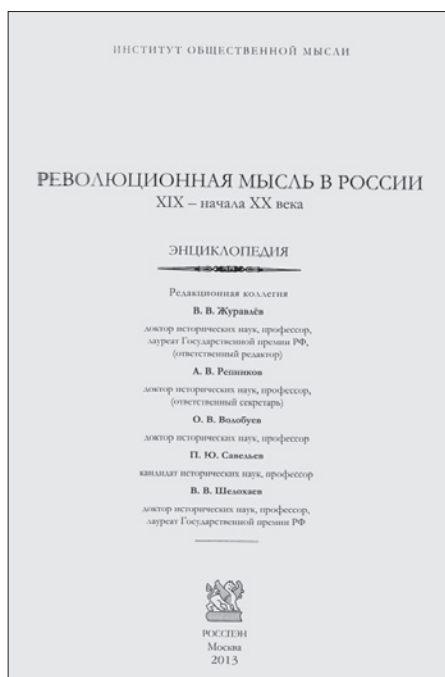 ИНСТИТУТ ОБЩЕСТВЕННОЙ МЫСЛИ
РЕВОЛЮЦИОННАЯ МЫСЛЬ В РОССИИ
XIX – начала XX века
ЭНЦИКЛОПЕДИЯ
Редакционная коллегия
В. В. Журавлёв
доктор исторических наук, профессор,
лауреат Государственной премии РФ,
(ответственный редактор)
А. В. Репников
доктор исторических наук, профессор,
(ответственный секретарь)
О. В. Волобуев
доктор исторических наук, профессор
П. Ю. Савельев
кандидат исторических наук, профессор
В. В. Шелохаев
доктор исторических наук, профессор,
лауреат Государственной премии РФ
РОССПЭН
Москва
2013